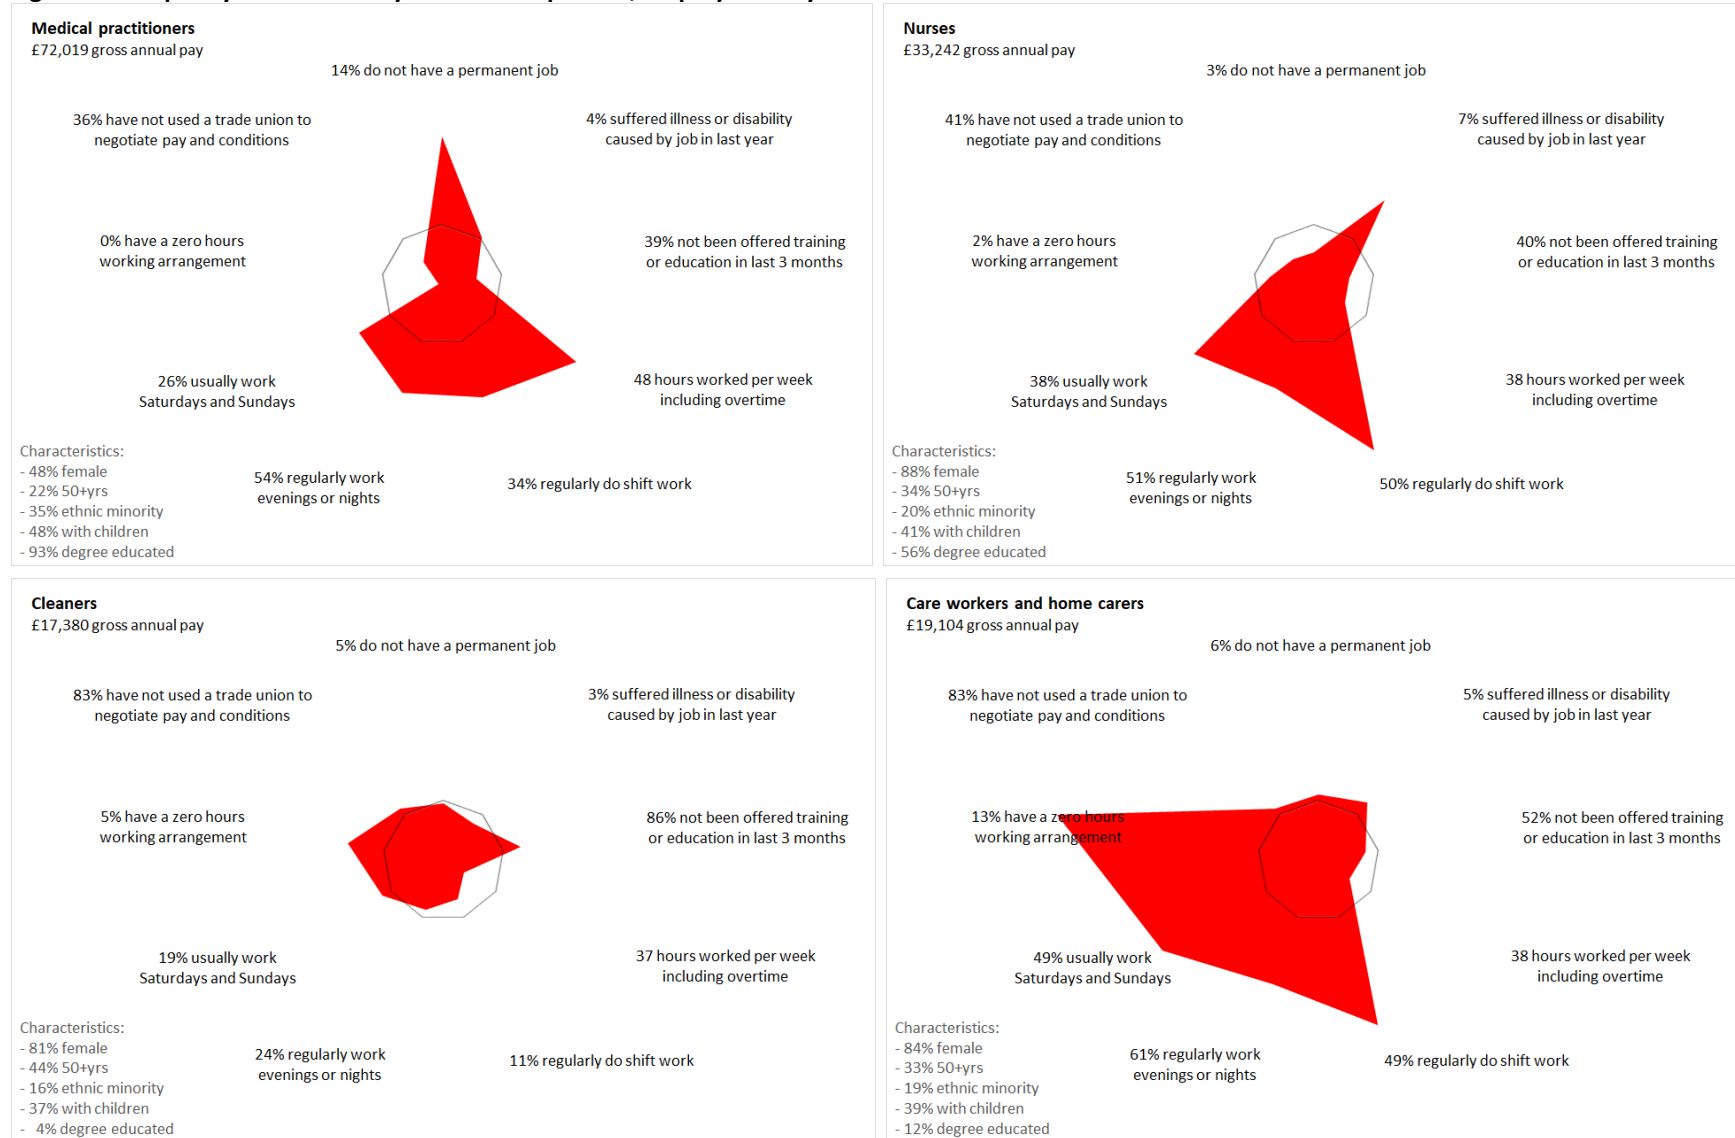 Medical practitioners
£72,019 gross annual pay
14% do not have a permanent job
36% have not used a trade union to
negotiate pay and conditions
4% suffered illness or disability
caused by job in last year
0% have a zero hours
working arrangement
39% not been offered training
or education in last 3 months
26% usually work
Saturdays and Sundays
48 hours worked per week
including overtime
54% regularly work
evenings or nights
34% regularly do shift work
Characteristics:
- 48% female
- 22% 50+yrs
- 35% ethnic minority
- 48% with children
- 93% degree educated
Nurses
£33,242 gross annual pay
3% do not have a permanent job
41% have not used a trade union to
negotiate pay and conditions
7% suffered illness or disability
caused by job in last year
2% have a zero hours
working arrangement
40% not been offered training
or education in last 3 months
38% usually work
Saturdays and Sundays
38 hours worked per week
including overtime
51% regularly work
evenings or nights
50% regularly do shift work
Characteristics:
- 88% female
- 34% 50+yrs
- 20% ethnic minority
- 41% with children
- 56% degree educated
Cleaners
£17,380 gross annual pay
5% do not have a permanent job
83% have not used a trade union to
negotiate pay and conditions
3% suffered illness or disability
caused by job in last year
5% have a zero hours
working arrangement
86% not been offered training
or education in last 3 months
19% usually work
Saturdays and Sundays
37 hours worked per week
including overtime
24% regularly work
evenings or nights
11% regularly do shift work
Characteristics:
- 81% female
- 44% 50+yrs
- 16% ethnic minority
- 37% with children
- 4% degree educated
Care workers and home carers
£19,104 gross annual pay
6% do not have a permanent job
83% have not used a trade union to
negotiate pay and conditions
5% suffered illness or disability
caused by job in last year
13% have a zero hours
working arrangement
52% not been offered training
or education in last 3 months
49% usually work
Saturdays and Sundays
38 hours worked per week
including overtime
61% regularly work
evenings or nights
49% regularly do shift work
Characteristics:
- 84% female
- 33% 50+yrs
- 19% ethnic minority
- 39% with children
- 12% degree educated